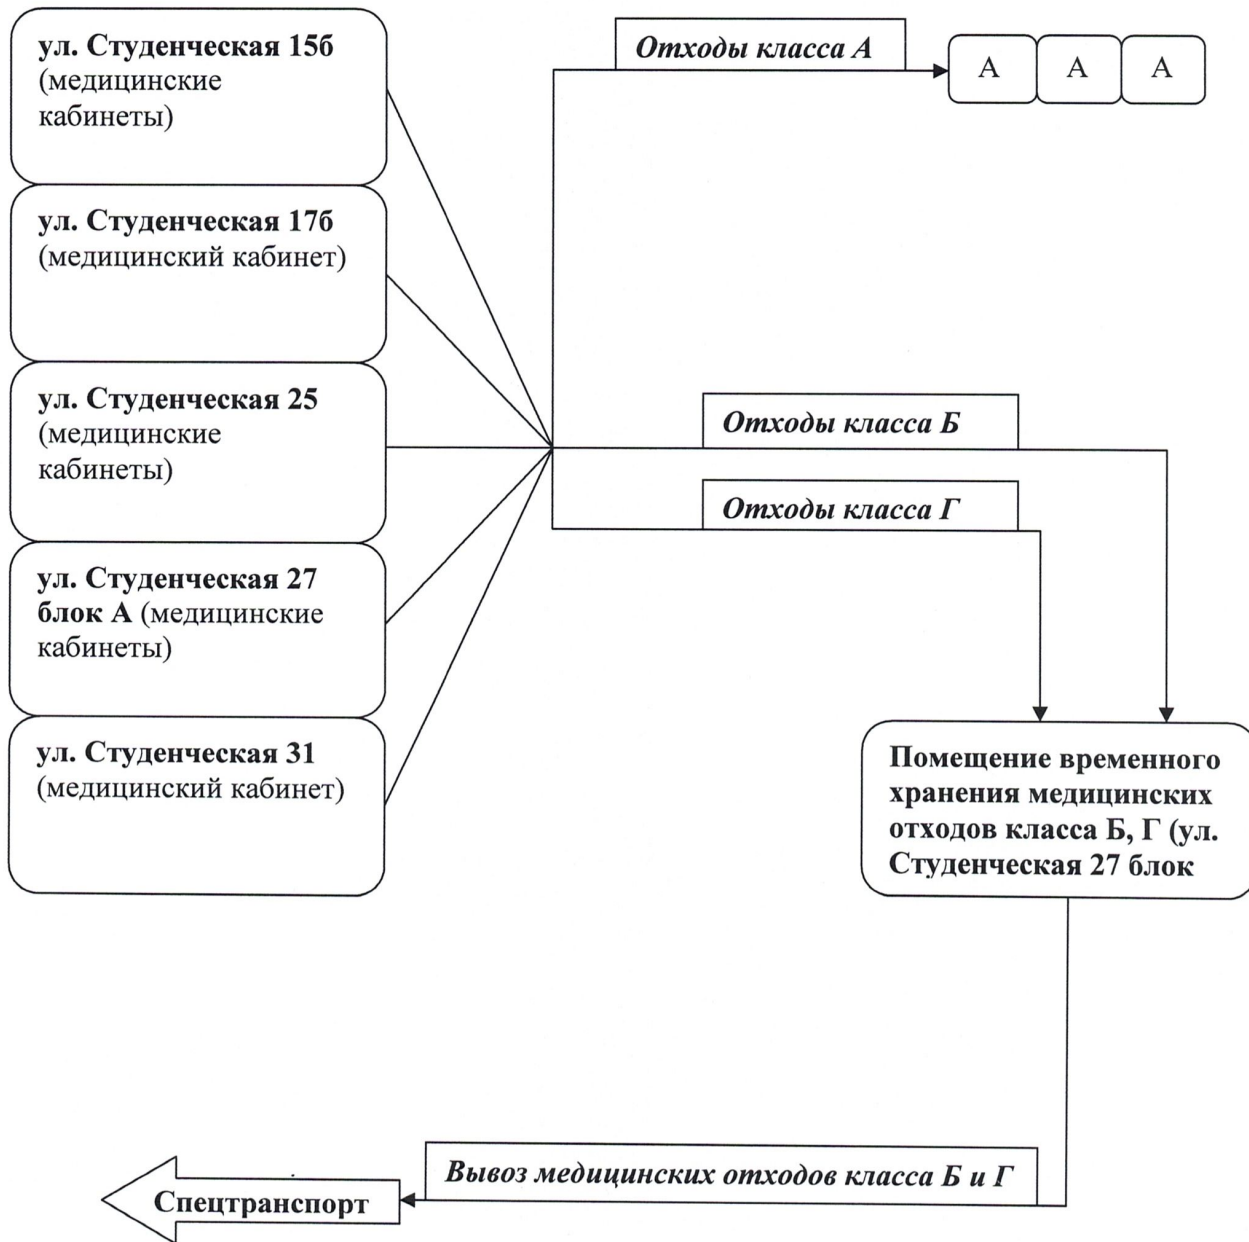 ул. Студенческая 15б
(медицинские
кабинеты)
Отходы класса А
А А А
ул. Студенческая 17б
(медицинский кабинет)
ул. Студенческая 25
(медицинские
кабинеты)
Отходы класса Б
Отходы класса Г
ул. Студенческая 27
блок А (медицинские
кабинеты)
ул. Студенческая 31
(медицинский кабинет)
Помещение временного
хранения медицинских
отходов класса Б, Г (ул.
Студенческая 27 блок
Вывоз медицинских отходов класса Б и Г
Спецтранспорт